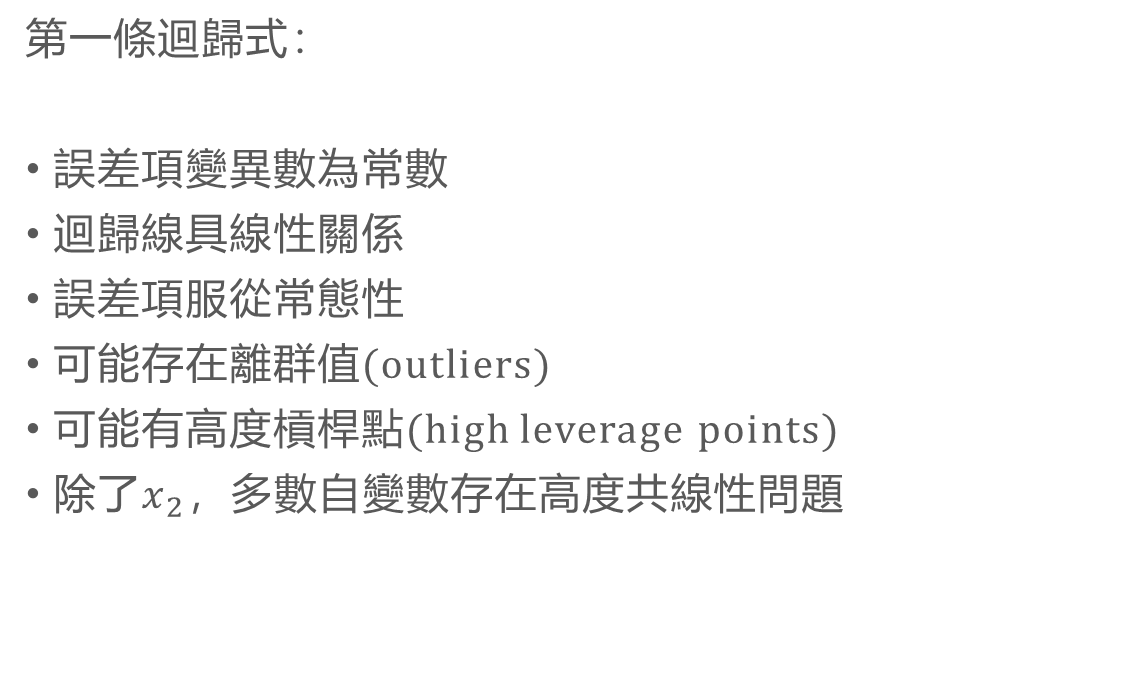 第一條迴歸式:
• 誤差項變異數為常數
• 迴歸線具線性關係
• 誤差項服從常態性
• 可能存在離群值(outliers)
• 可能有高度槓桿點(high leverage points)
• 除了𝑥₂，多數自變數存在高度共線性問題